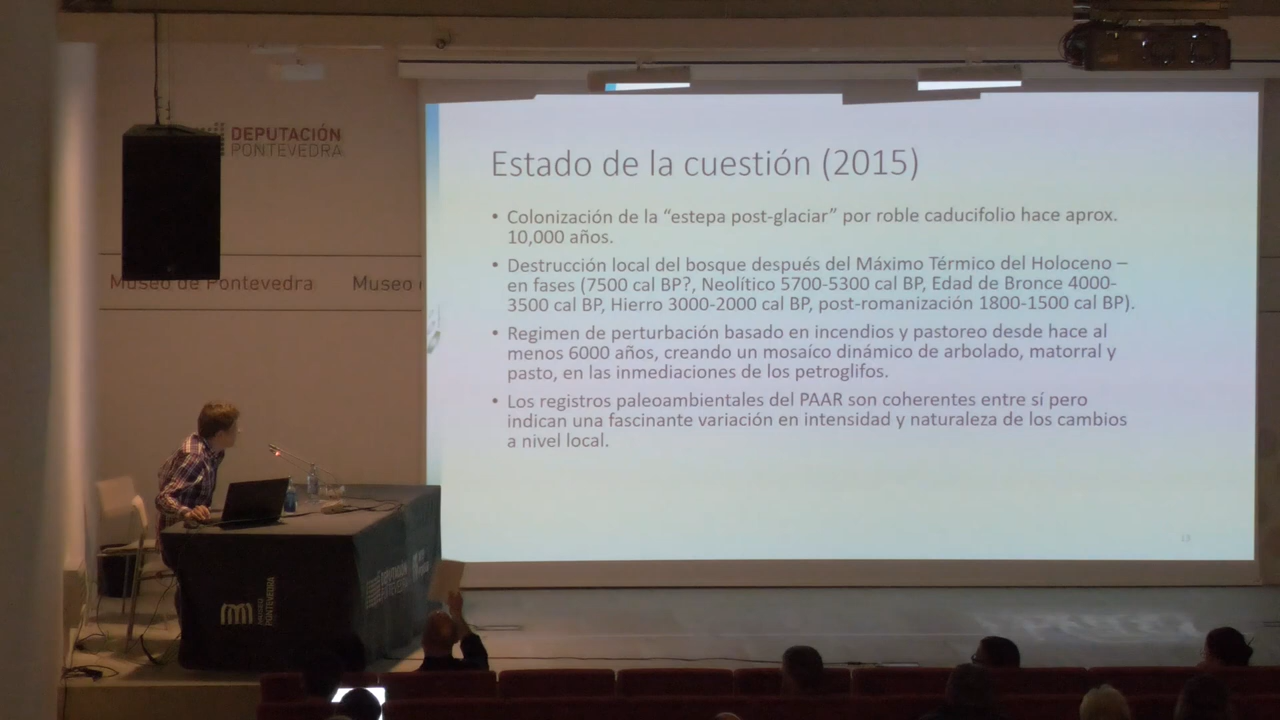 DEPUTACIÓN
PONTEVEDRA
Museo de Pontevedra
Museo
Estado de la cuestión (2015)
• Colonización de la “estepa post-glaciar” por roble caducifolio hace aprox.
10,000 años.
• Destrucción local del bosque después del Máximo Térmico del Holoceno –
en fases (7500 cal BP?, Neolítico 5700-5300 cal BP, Edad de Bronce 4000-
3500 cal BP, Hierro 3000-2000 cal BP, post-romanización 1800-1500 cal BP).
• Regimen de perturbación basado en incendios y pastoreo desde hace al
menos 6000 años, creando un mosaíco dinámico de arbolado, matorral y
pasto, en las inmediaciones de los petroglifos.
• Los registros paleoambientales del PAAR son coherentes entre sí pero
indican una fascinante variación en intensidad y naturaleza de los cambios
a nivel local.
MUSEO
PONTEVEDRA
DEPUTACIÓN